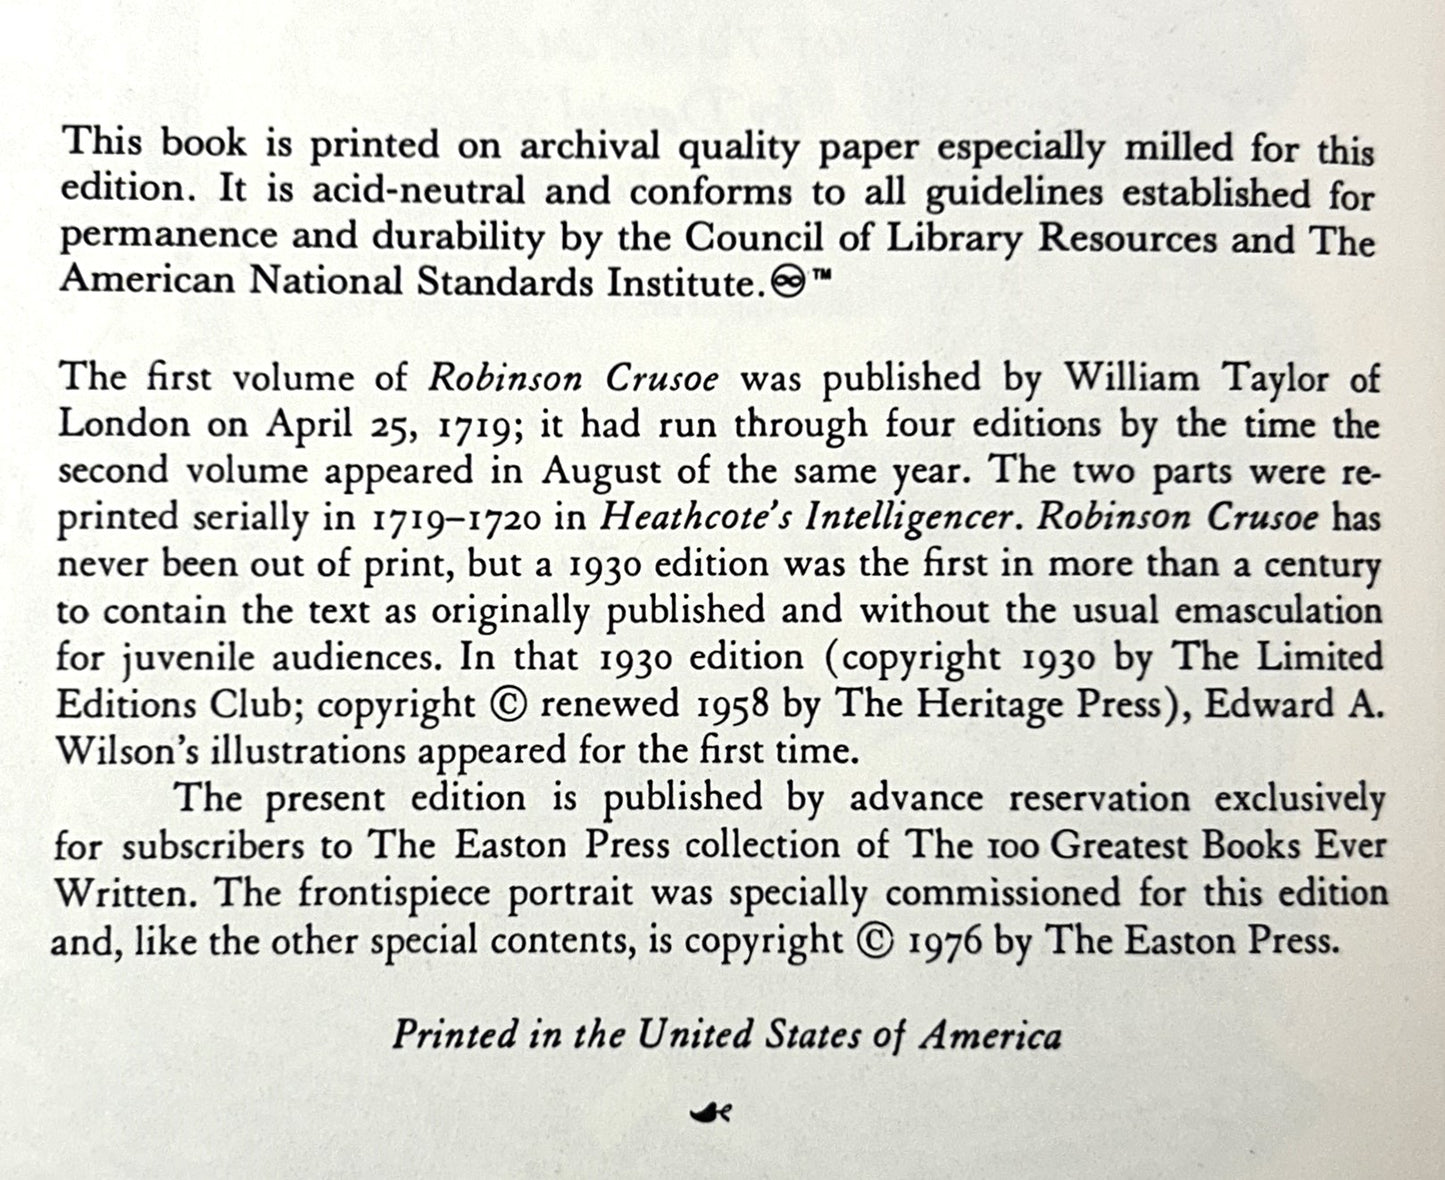 This book is printed on archival quality paper especially milled for this
edition. It is acid-neutral and conforms to all guidelines established for
permanence and durability by the Council of Library Resources and The
American National Standards Institute.♾™
The first volume of Robinson Crusoe was published by William Taylor of
London on April 25, 1719; it had run through four editions by the time the
second volume appeared in August of the same year. The two parts were re-
printed serially in 1719–1720 in Heathcote's Intelligencer. Robinson Crusoe has
never been out of print, but a 1930 edition was the first in more than a century
to contain the text as originally published and without the usual emasculation
for juvenile audiences. In that 1930 edition (copyright 1930 by The Limited
Editions Club; copyright © renewed 1958 by The Heritage Press), Edward A.
Wilson's illustrations appeared for the first time.
The present edition is published by advance reservation exclusively
for subscribers to The Easton Press collection of The 100 Greatest Books Ever
Written. The frontispiece portrait was specially commissioned for this edition
and, like the other special contents, is copyright © 1976 by The Easton Press.
Printed in the United States of America